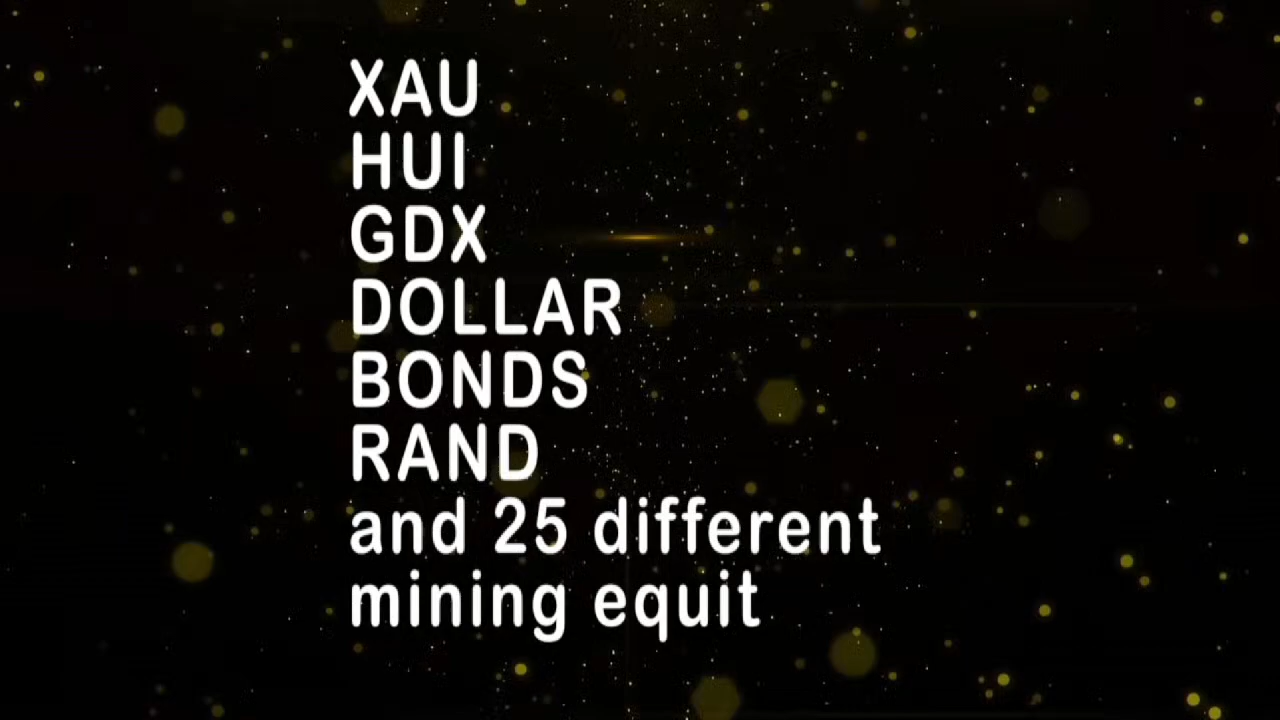 XAU
HUI
GDX
DOLLAR
BONDS
RAND
and 25 different
mining equit